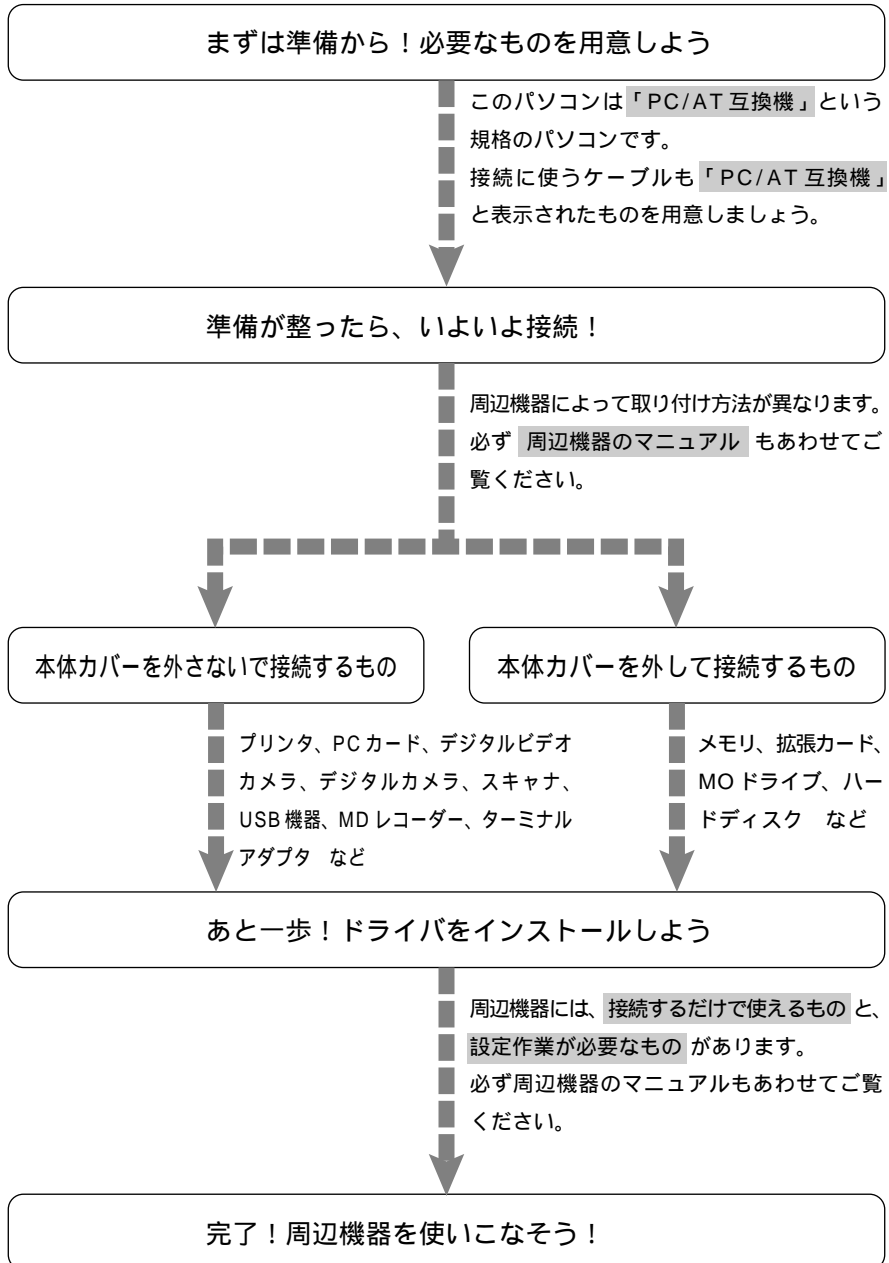 まずは準備から！必要なものを用意しよう
このパソコンは「PC/AT互換機」という
規格のパソコンです。
接続に使うケーブルも「PC/AT互換機」
と表示されたものを用意しましょう。
準備が整ったら、いよいよ接続！
周辺機器によって取り付け方法が異なります。
必ず 周辺機器のマニュアル もあわせてご
覧ください。
本体カバーを外さないで接続するもの
プリンタ、PCカード、デジタルビデオ
カメラ、デジタルカメラ、スキャナ、
USB機器、MDレコーダー、ターミナル
アダプタ　など
本体カバーを外して接続するもの
メモリ、拡張カード、
MOドライブ、ハー
ドディスク　など
あと一歩！ドライバをインストールしよう
周辺機器には、接続するだけで使えるもの と、
設定作業が必要なもの があります。
必ず周辺機器のマニュアルもあわせてご覧
ください。
完了！周辺機器を使いこなそう！